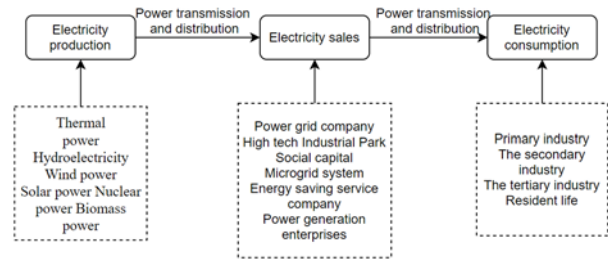 Electricity
production
Power transmission
and distribution
Electricity sales
Power transmission
and distribution
Electricity
consumption
Thermal
power
Hydroelectricity
Wind power
Solar power Nuclear
power Biomass
power
Power grid company
High tech Industrial Park
Social capital
Microgrid system
Energy saving service
company
Power generation
enterprises
Primary industry
The secondary
industry
The tertiary industry
Resident life